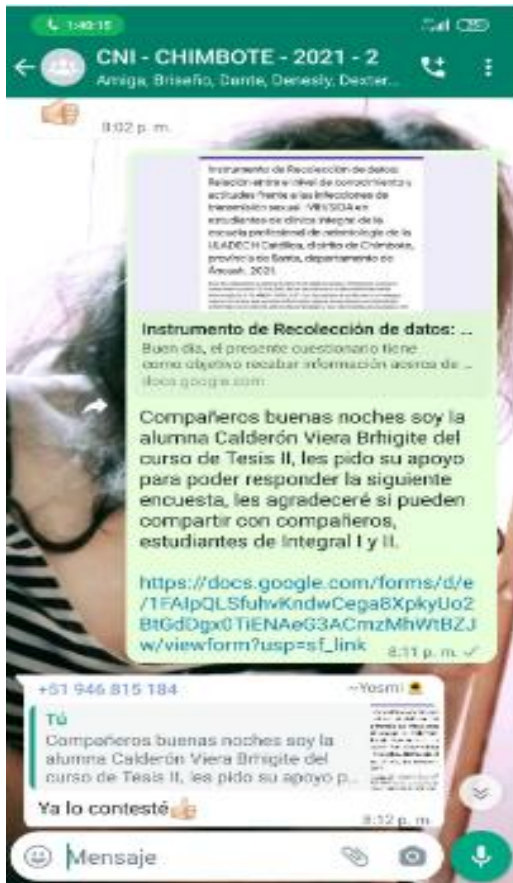 1:40:15
CNI - CHIMBOTE - 2021 - 2
Amiga, Briseño, Dante, Denesly, Dexter...
8:02 p. m.
Instrumento de Recolección de datos:
Relación entre el nivel de conocimiento y
actitudes frente a las infecciones de
transmisión sexual - VIH/SIDA en
estudiantes de clínica integral de la
escuela profesional de odontología de la
ULADECH Católica, distrito de Chimbote,
provincia de Santa, departamento de
Áncash, 2021.
Instrumento de Recolección de datos: ...
Buen dia, el presente cuestionario tiene
como objetivo recabar información acerca de ...
docs.google.com
Compañeros buenas noches soy la
alumna Calderón Viera Brhigite del
curso de Tesis II, les pido su apoyo
para poder responder la siguiente
encuesta, les agradeceré si pueden
compartir con compañeros,
estudiantes de Integral I y II.
https://docs.google.com/forms/d/e
/1FAIpQLSfuhvKndwCega8XpkyUo2
BtGdDgx0TiENAeG3ACmzMhWtBZJ
w/viewform?usp=sf_link 8:11 p. m.
+51 946 815 184 ~Yosmi
Tú
Compañeros buenas noches soy la
alumna Calderón Viera Brhigite del
curso de Tesis II, les pido su apoyo p...
Ya lo contesté
8:12 p. m.
Mensaje